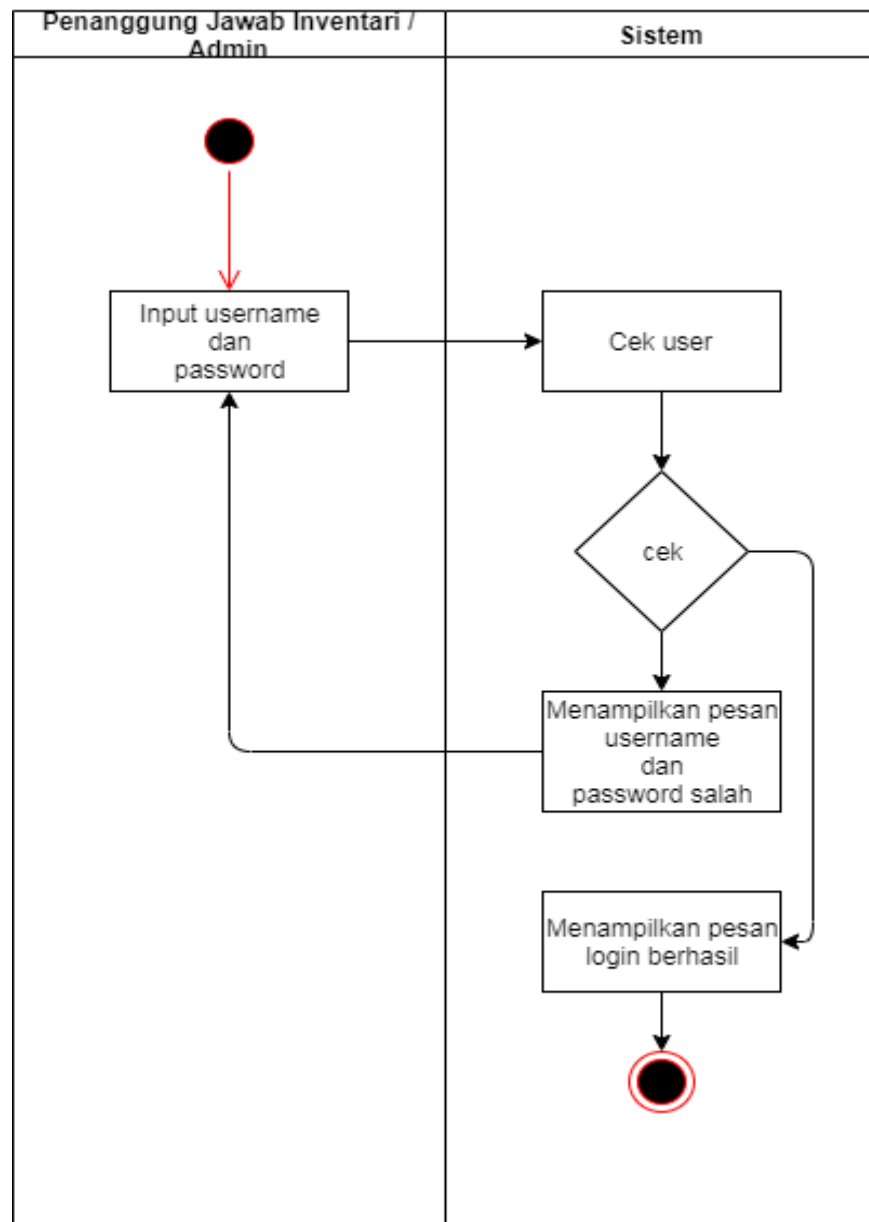 Penanggung Jawab Inventari /
Admin
Sistem
Input username
dan
password
Cek user
cek
Menampilkan pesan
username
dan
password salah
Menampilkan pesan
login berhasil